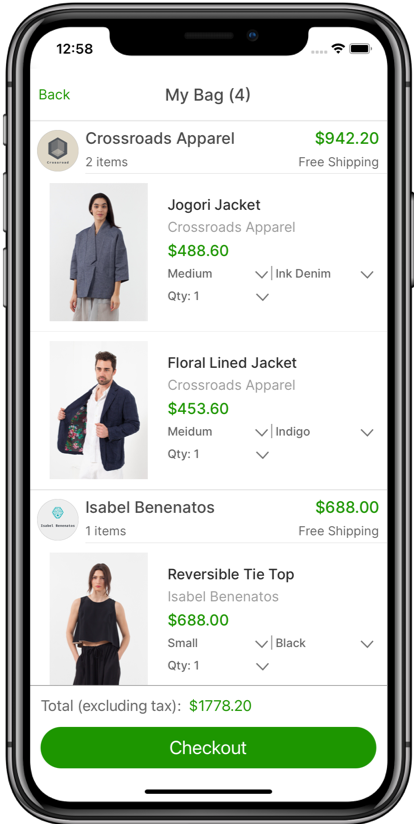 12:58
Back
My Bag (4)
Crossroads Apparel $942.20
2 items Free Shipping
Crossroad
Jogori Jacket
Crossroads Apparel
$488.60
Medium | Ink Denim
Qty: 1
Floral Lined Jacket
Crossroads Apparel
$453.60
Meidum | Indigo
Qty: 1
Isabel Benenatos $688.00
1 items Free Shipping
Isabel Benenatos
Reversible Tie Top
Isabel Benenatos
$688.00
Small | Black
Qty: 1
Total (excluding tax): $1778.20
Checkout